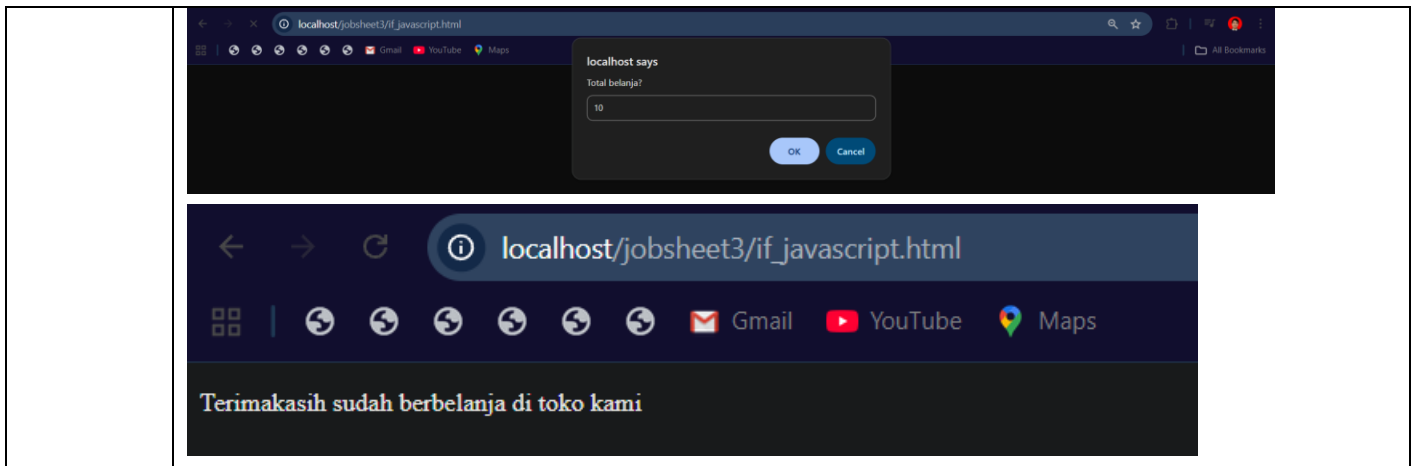 localhost/jobsheet3/if_javascript.html
Gmail YouTube Maps All Bookmarks
localhost says
Total belanja?
10
OK Cancel
localhost/jobsheet3/if_javascript.html
Gmail YouTube Maps
Terimakasih sudah berbelanja di toko kami